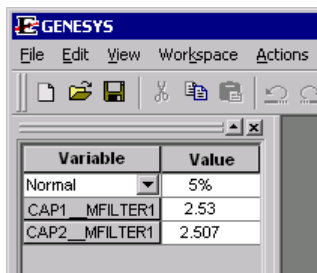 GENESYS
File Edit View Workspace Actions
Variable Value
Normal 5%
CAP1__MFILTER1 2.53
CAP2__MFILTER1 2.507